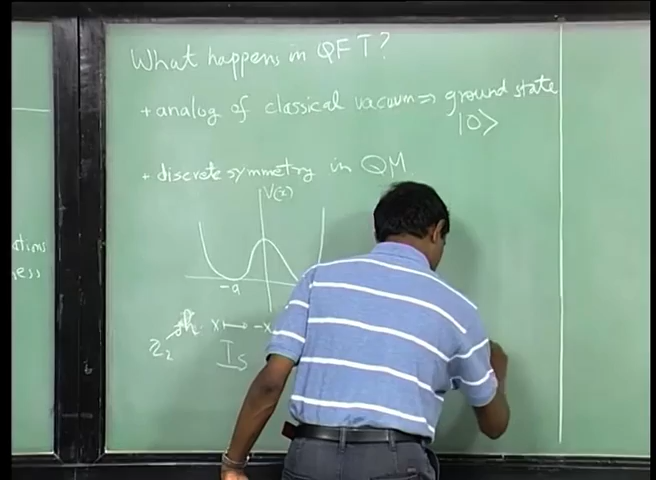 What happens in QFT?
+ analog of classical vacuum ⇒ ground state
|0>
+ discrete symmetry in QM
V(x)
-a
x ↦ -x
Z₂
Is